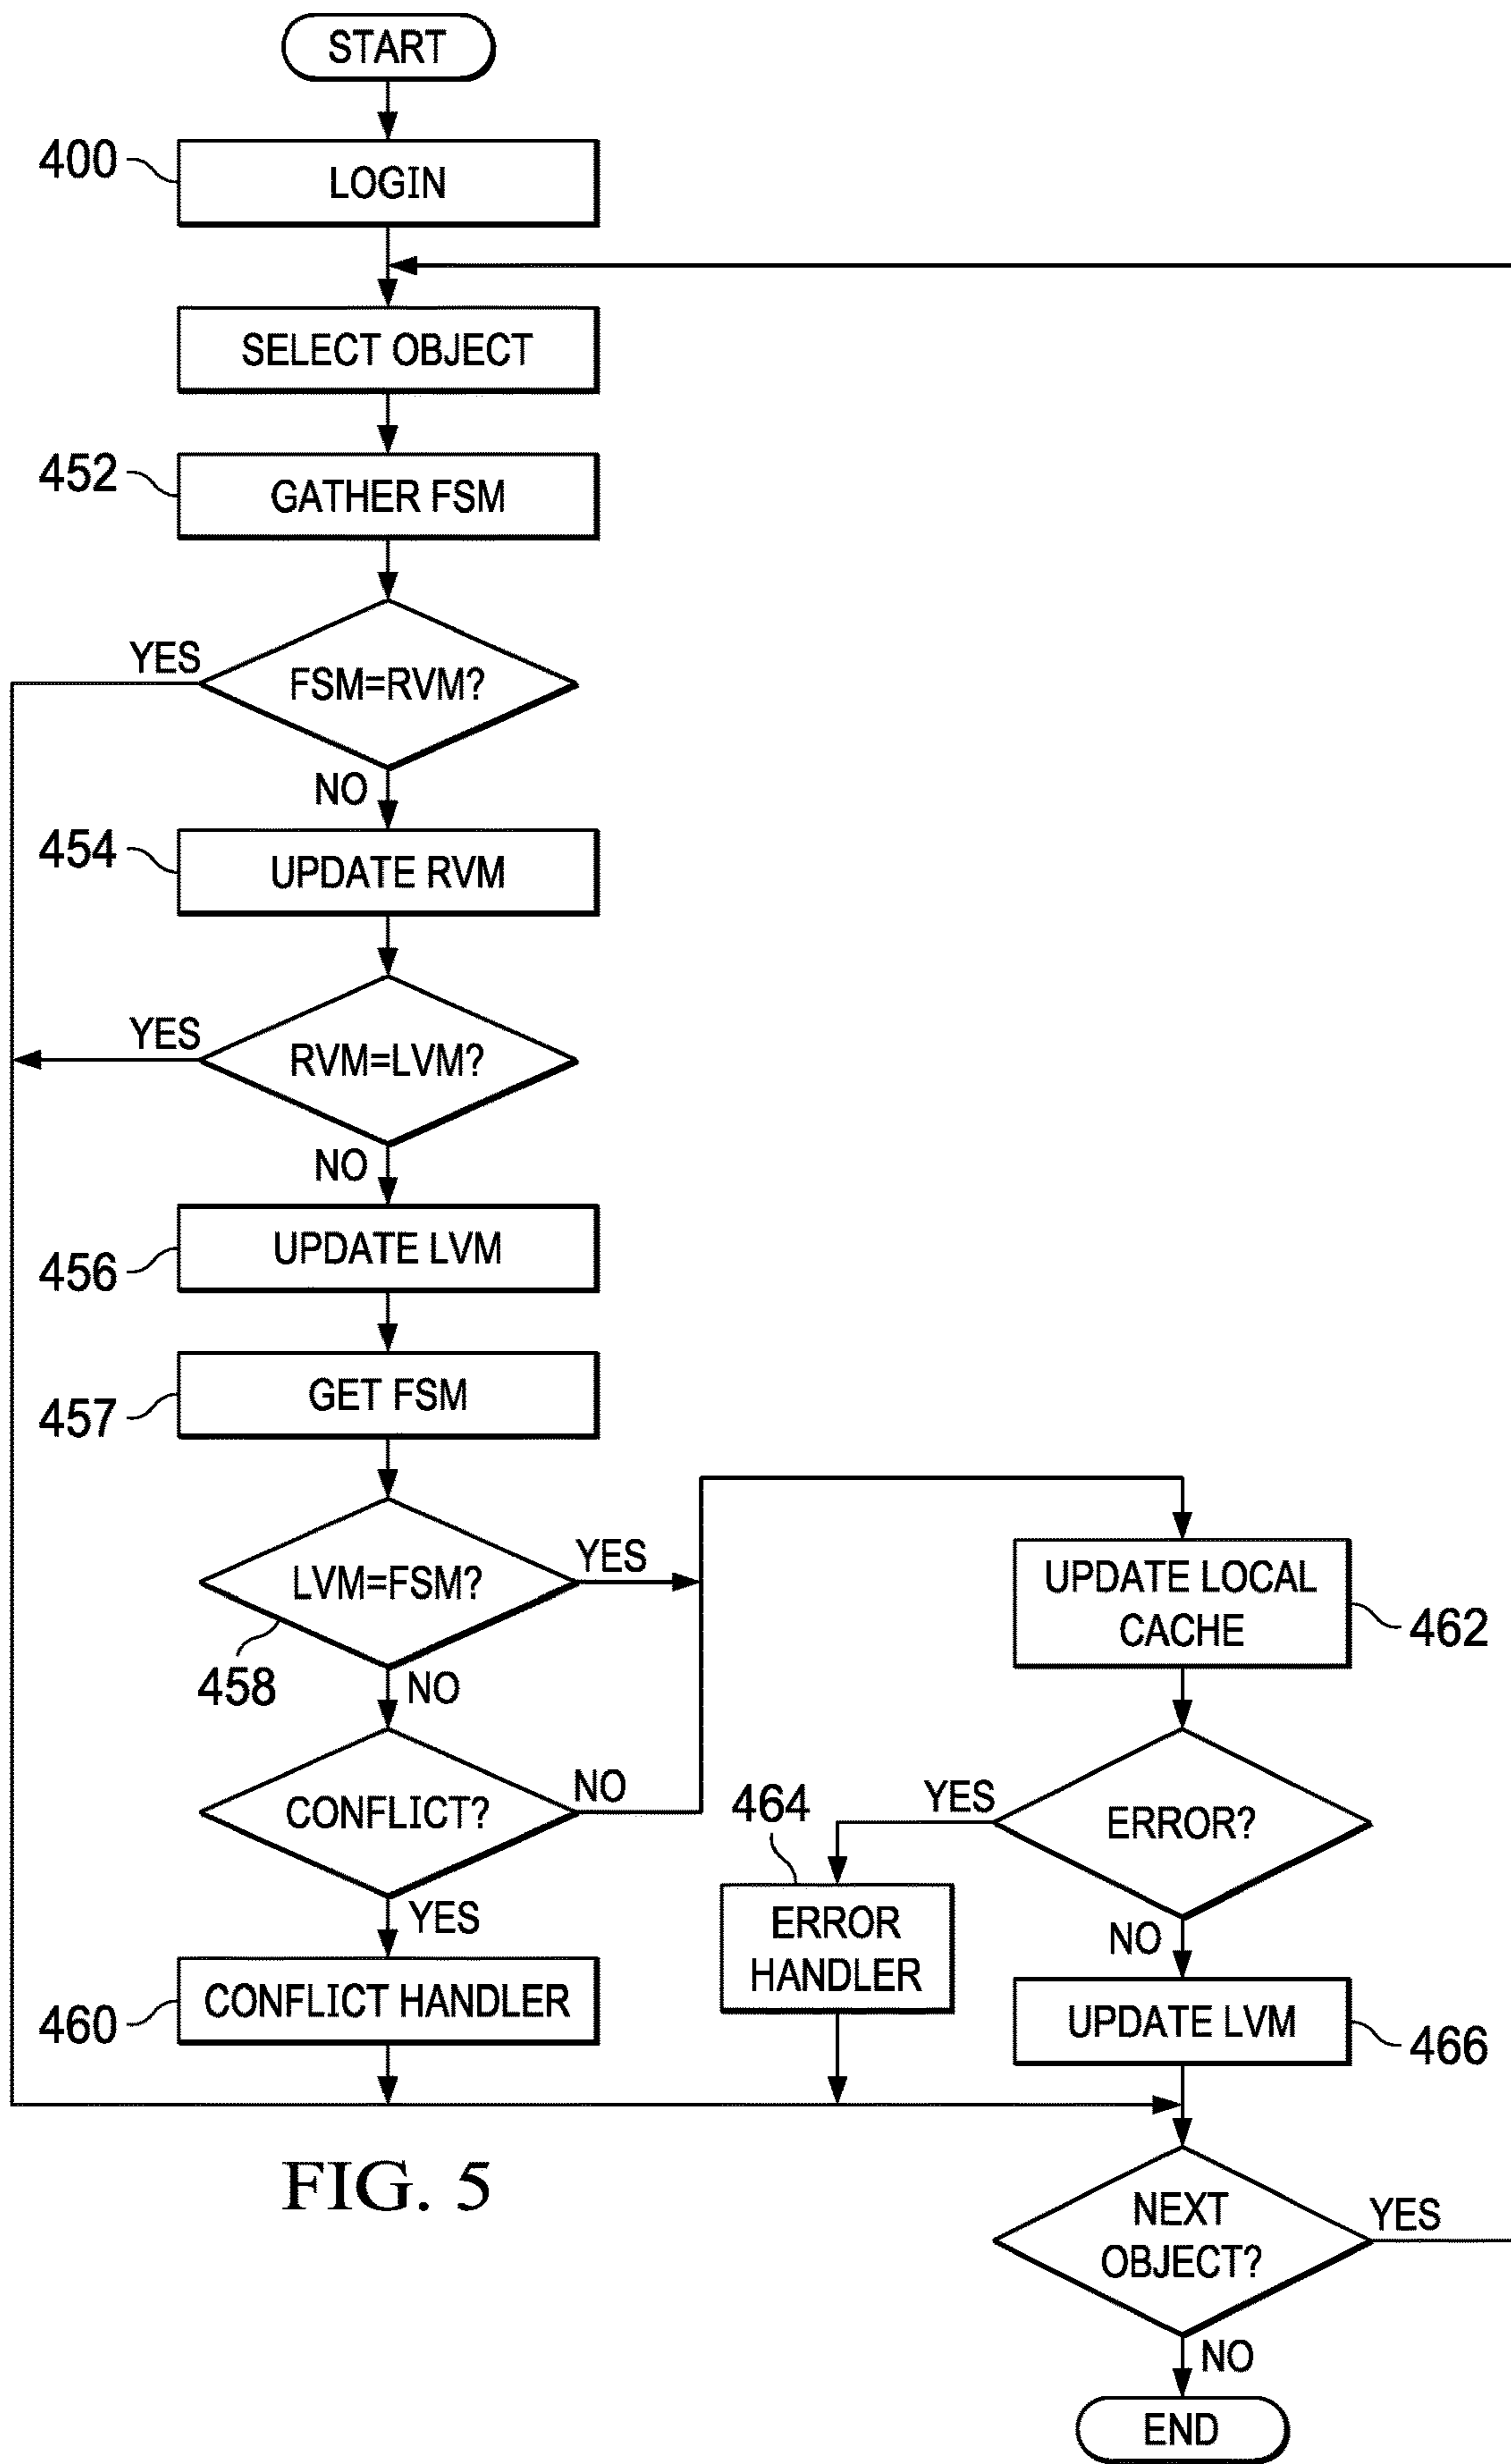 START
400
LOGIN
SELECT OBJECT
452
GATHER FSM
YES
FSM=RVM?
NO
454
UPDATE RVM
YES
RVM=LVM?
NO
456
UPDATE LVM
457
GET FSM
LVM=FSM?
YES
458
NO
CONFLICT?
NO
YES
460
CONFLICT HANDLER
UPDATE LOCAL
CACHE
462
ERROR?
YES
464
ERROR
HANDLER
NO
UPDATE LVM
466
NEXT
OBJECT?
YES
NO
END
FIG. 5